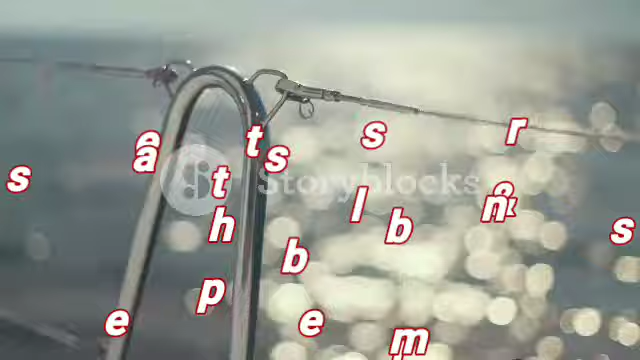 e t s r
a s
s t Storyblocks &
l n
h b s
b
p
e e
m